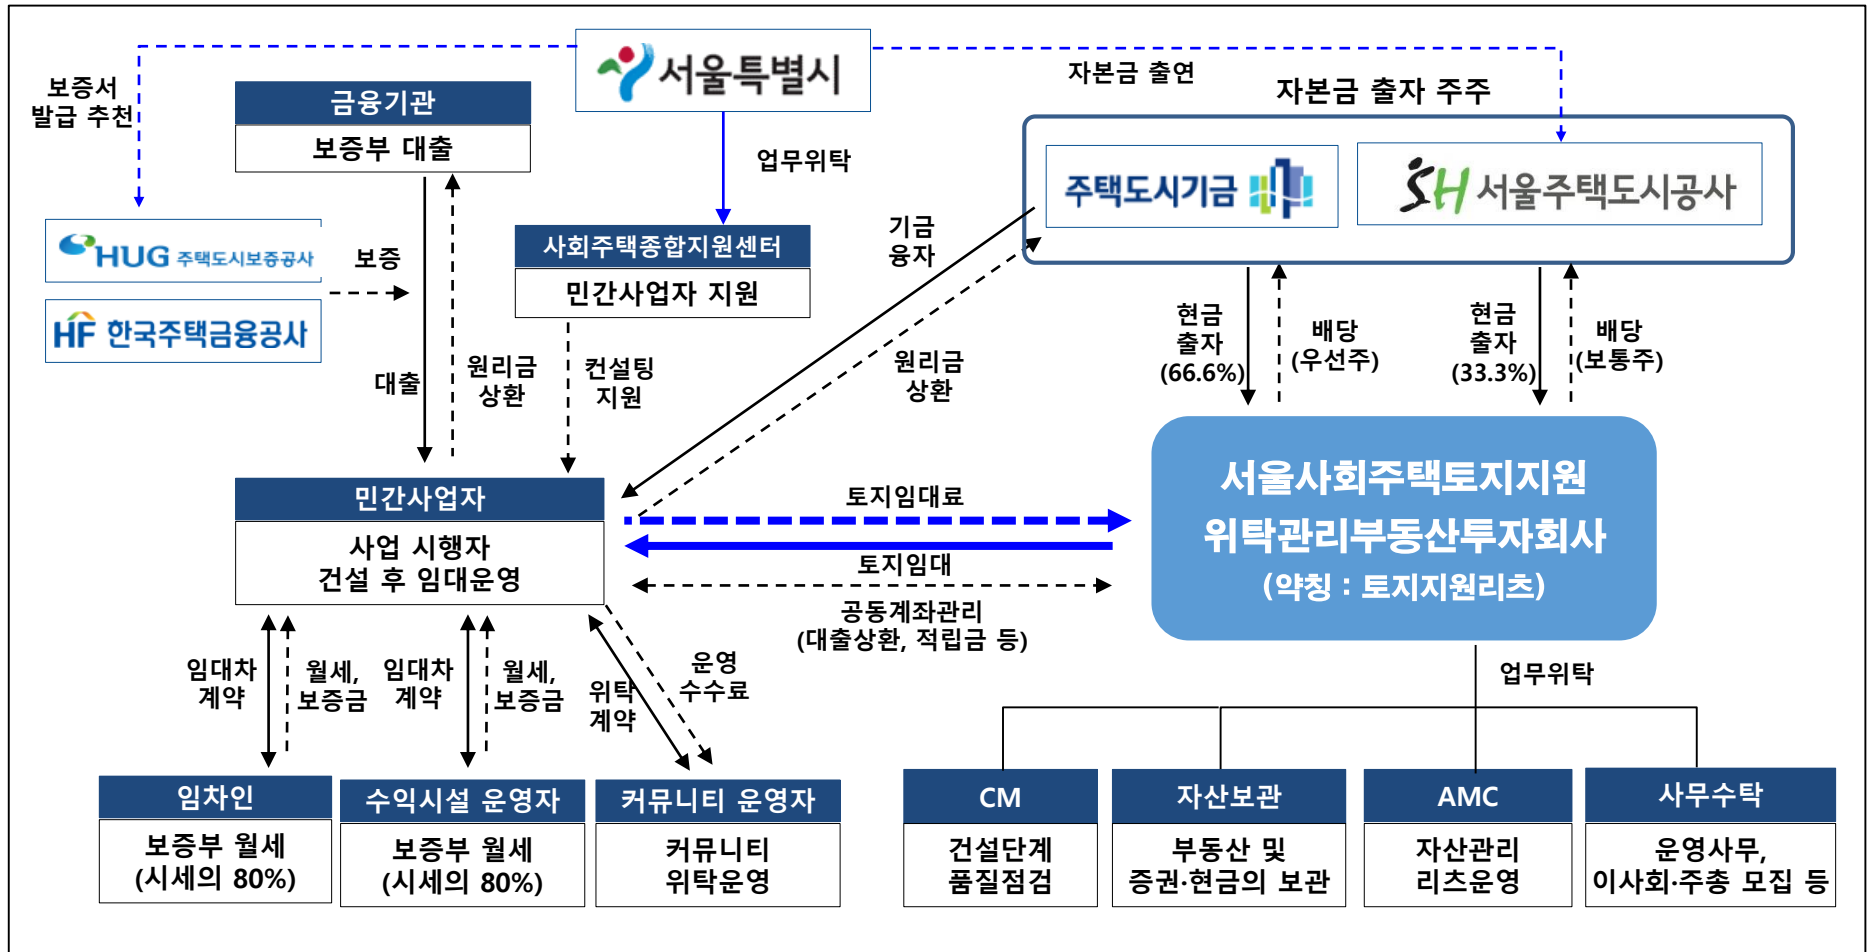 서울특별시
보증서
발급 추천
금융기관
보증부 대출
업무위탁
자본금 출연
자본금 출자 주주
주택도시기금
SH 서울주택도시공사
HUG 주택도시보증공사
HF 한국주택금융공사
보증
사회주택종합지원센터
민간사업자 지원
기금
융자
원리금
상환
대출
원리금
상환
컨설팅
지원
현금
출자
(66.6%)
배당
(우선주)
현금
출자
(33.3%)
배당
(보통주)
민간사업자
사업 시행자
건설 후 임대운영
토지임대료
토지임대
공동계좌관리
(대출상환, 적립금 등)
서울사회주택토지지원
위탁관리부동산투자회사
(약칭 : 토지지원리츠)
임대차
계약
월세,
보증금
임대차
계약
월세,
보증금
위탁
계약
운영
수수료
업무위탁
임차인
보증부 월세
(시세의 80%)
수익시설 운영자
보증부 월세
(시세의 80%)
커뮤니티 운영자
커뮤니티
위탁운영
CM
건설단계
품질점검
자산보관
부동산 및
증권·현금의 보관
AMC
자산관리
리츠운영
사무수탁
운영사무,
이사회·주총 모집 등